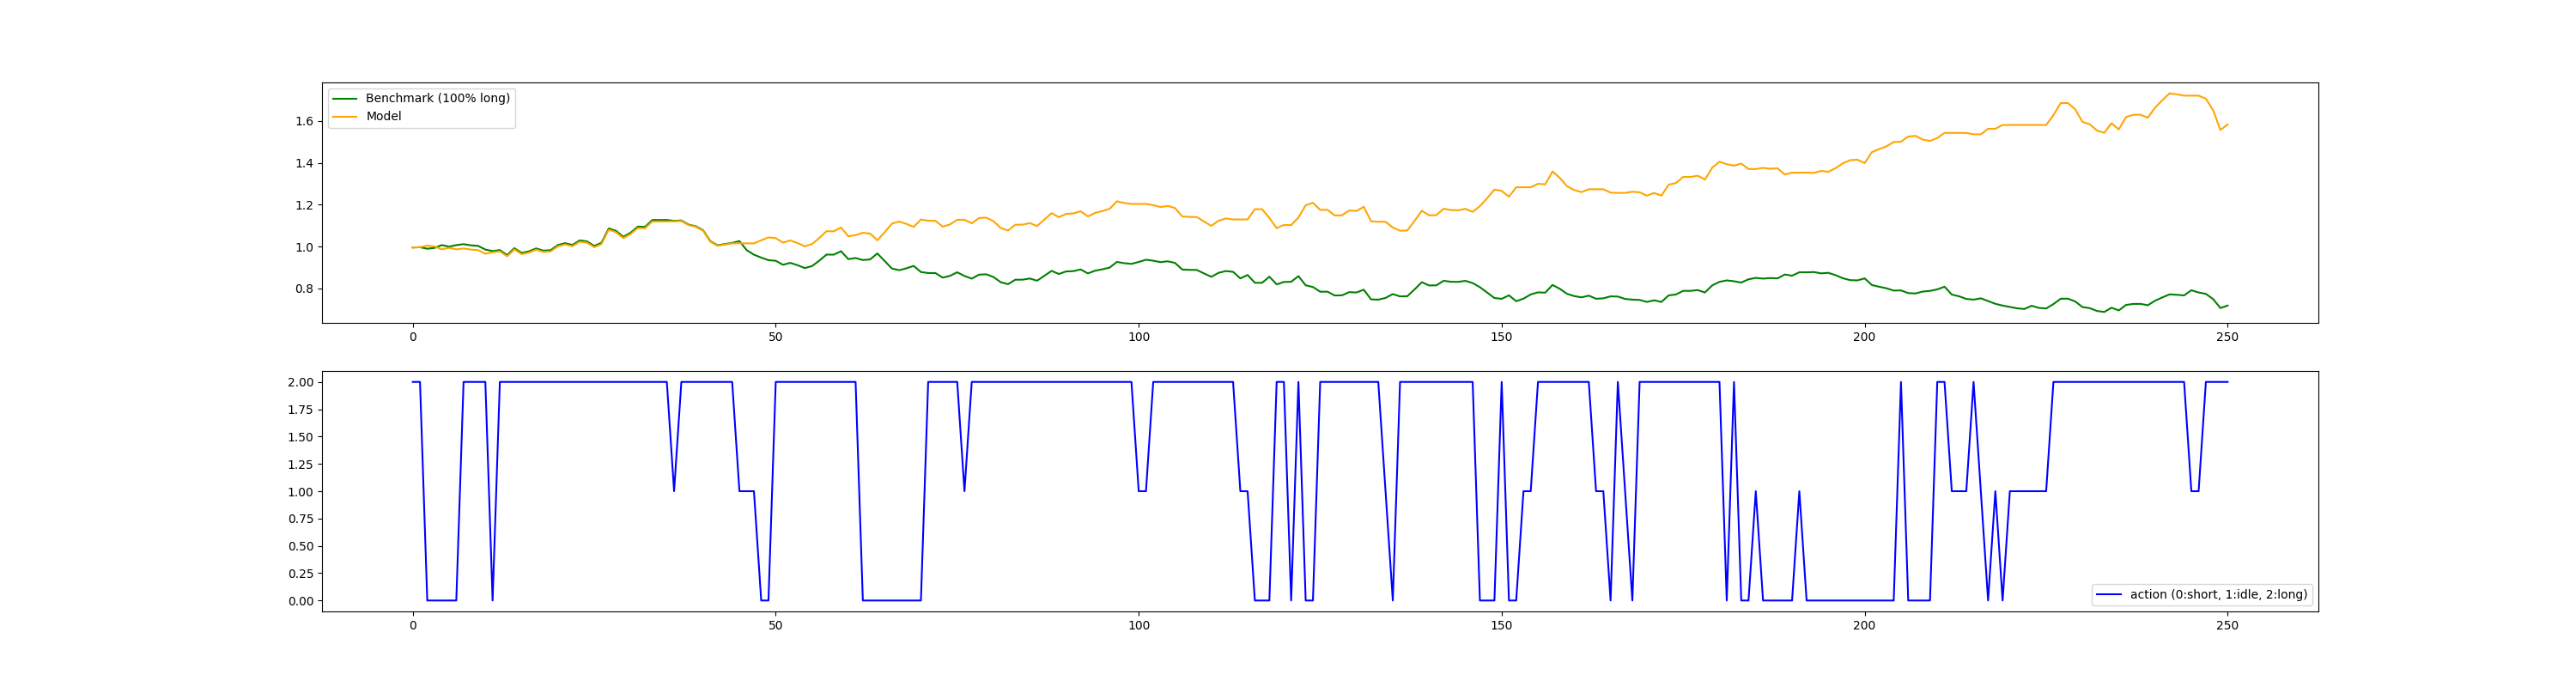 Benchmark (100% long)
Model
1.6
1.4
1.2
1.0
0.8
0 50 100 150 200 250
2.00
1.75
1.50
1.25
1.00
0.75
0.50
0.25
0.00
action (0:short, 1:idle, 2:long)
0 50 100 150 200 250